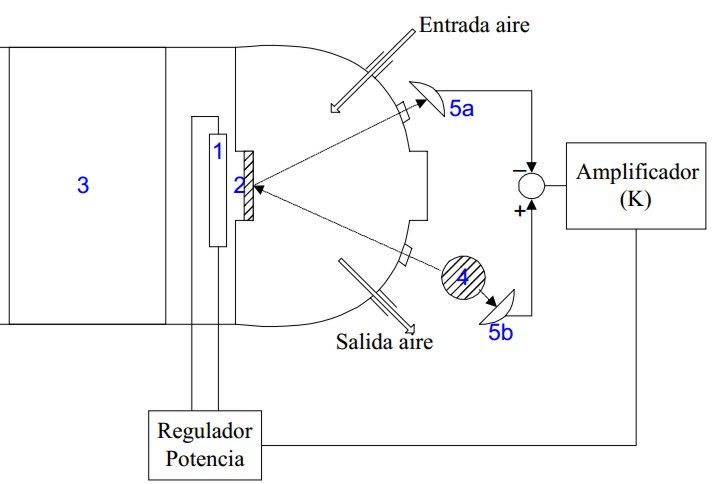 Entrada aire
5a
1
3
2
–
+
Amplificador
(K)
4
5b
Salida aire
Regulador
Potencia